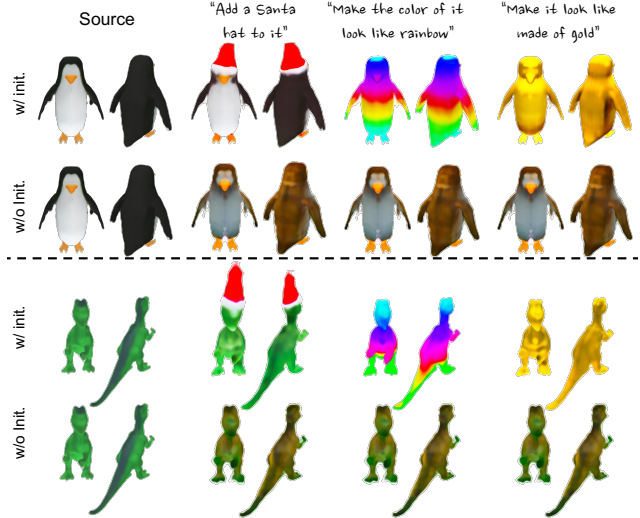 Source
“Add a Santa
hat to it”
“Make the color of it
look like rainbow”
“Make it look like
made of gold”
w/ init.
w/o Init.
w/ init.
w/o Init.